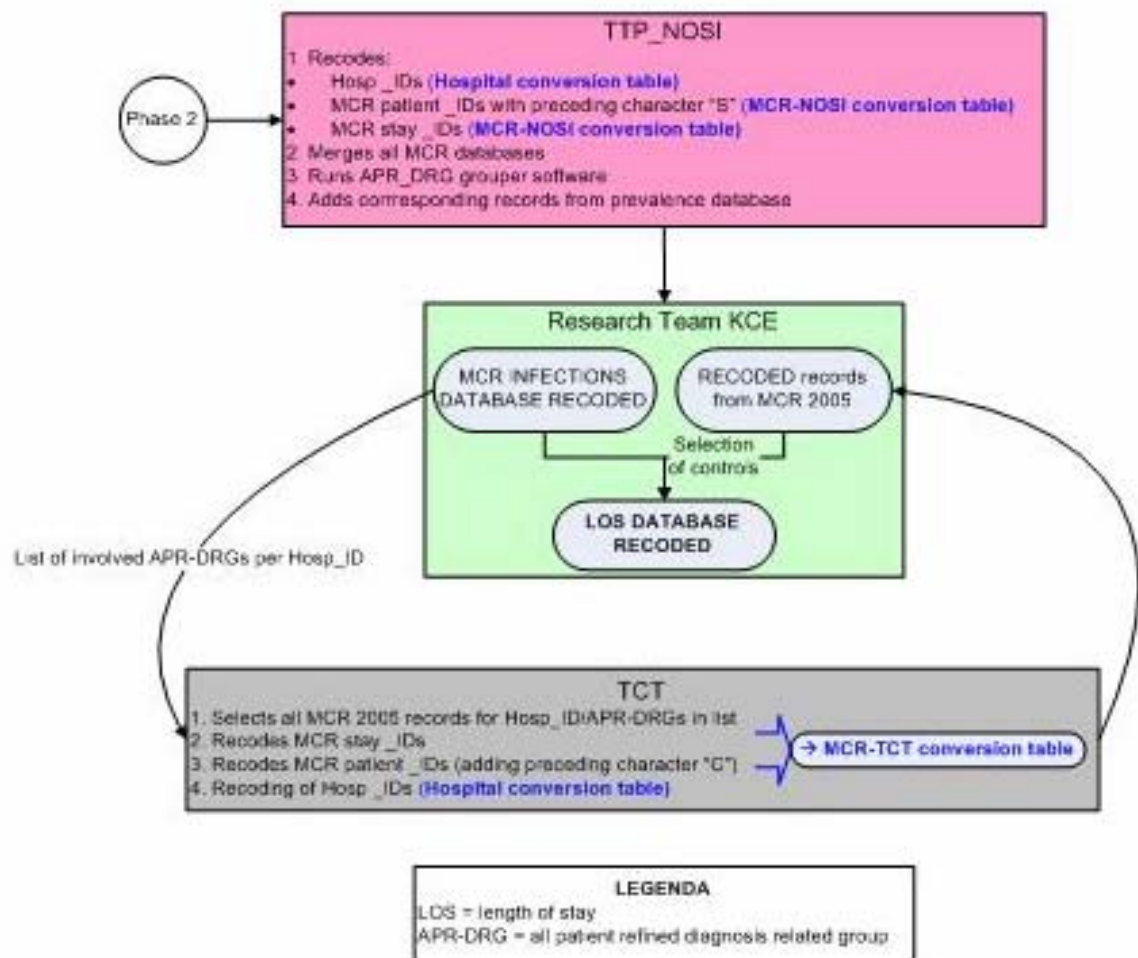 TTP_NOSI
Phase 2
1 Recodes:
• Hosp _IDs (Hospital conversion table)
• MCR patient _IDs with preceding character "S" (MCR-NOSI conversion table)
• MCR stay _IDs (MCR-NOSI conversion table)
2 Merges all MCR databases
3 Runs APR_DRG grouper software
4. Adds corrresponding records from prevalence database
Research Team KCE
MCR INFECTIONS
DATABASE RECODED
RECODED records
from MCR 2005
Selection
of controls
LOS DATABASE
RECODED
List of involved APR-DRGs per Hosp_ID
TCT
1. Selects all MCR 2005 records for Hosp_ID/APR-DRGs in list
2. Recodes MCR stay _IDs
3. Recodes MCR patient _IDs (adding preceding character "C")
4. Recoding of Hosp _IDs (Hospital conversion table)
→ MCR-TCT conversion table
LEGENDA
LOS = length of stay
APR-DRG = all patient refined diagnosis related group